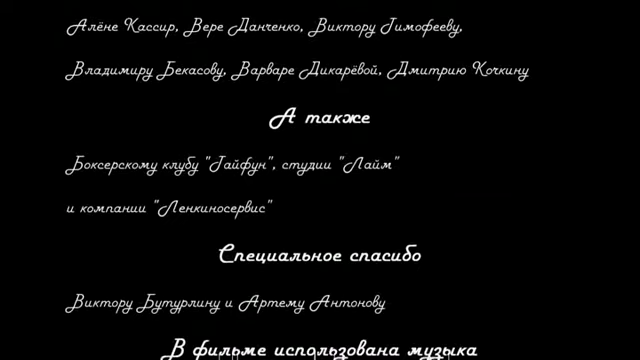 Алёне Кассир, Вере Данченко, Виктору Тимофееву,
Владимиру Бекасову, Варваре Дикарёвой, Дмитрию Кочкину
А также
Боксерскому клубу "Тайфун", студии "Лайм"
и компании "Ленкиносервис"
Специальное спасибо
Виктору Бутурлину и Артему Антонову
В фильме использована музыка